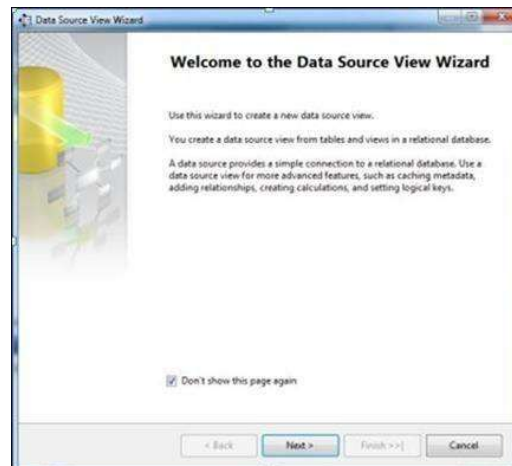 Data Source View Wizard
Welcome to the Data Source View Wizard
Use this wizard to create a new data source view.
You create a data source view from tables and views in a relational database.
A data source provides a simple connection to a relational database. Use a
data source view for more advanced features, such as caching metadata,
adding relationships, creating calculations, and setting logical keys.
Don't show this page again
< Back Next > Finish >>| Cancel